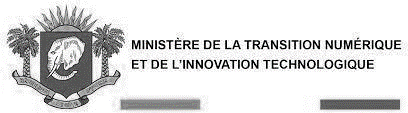 MINISTÈRE DE LA TRANSITION NUMÉRIQUE
ET DE L'INNOVATION TECHNOLOGIQUE